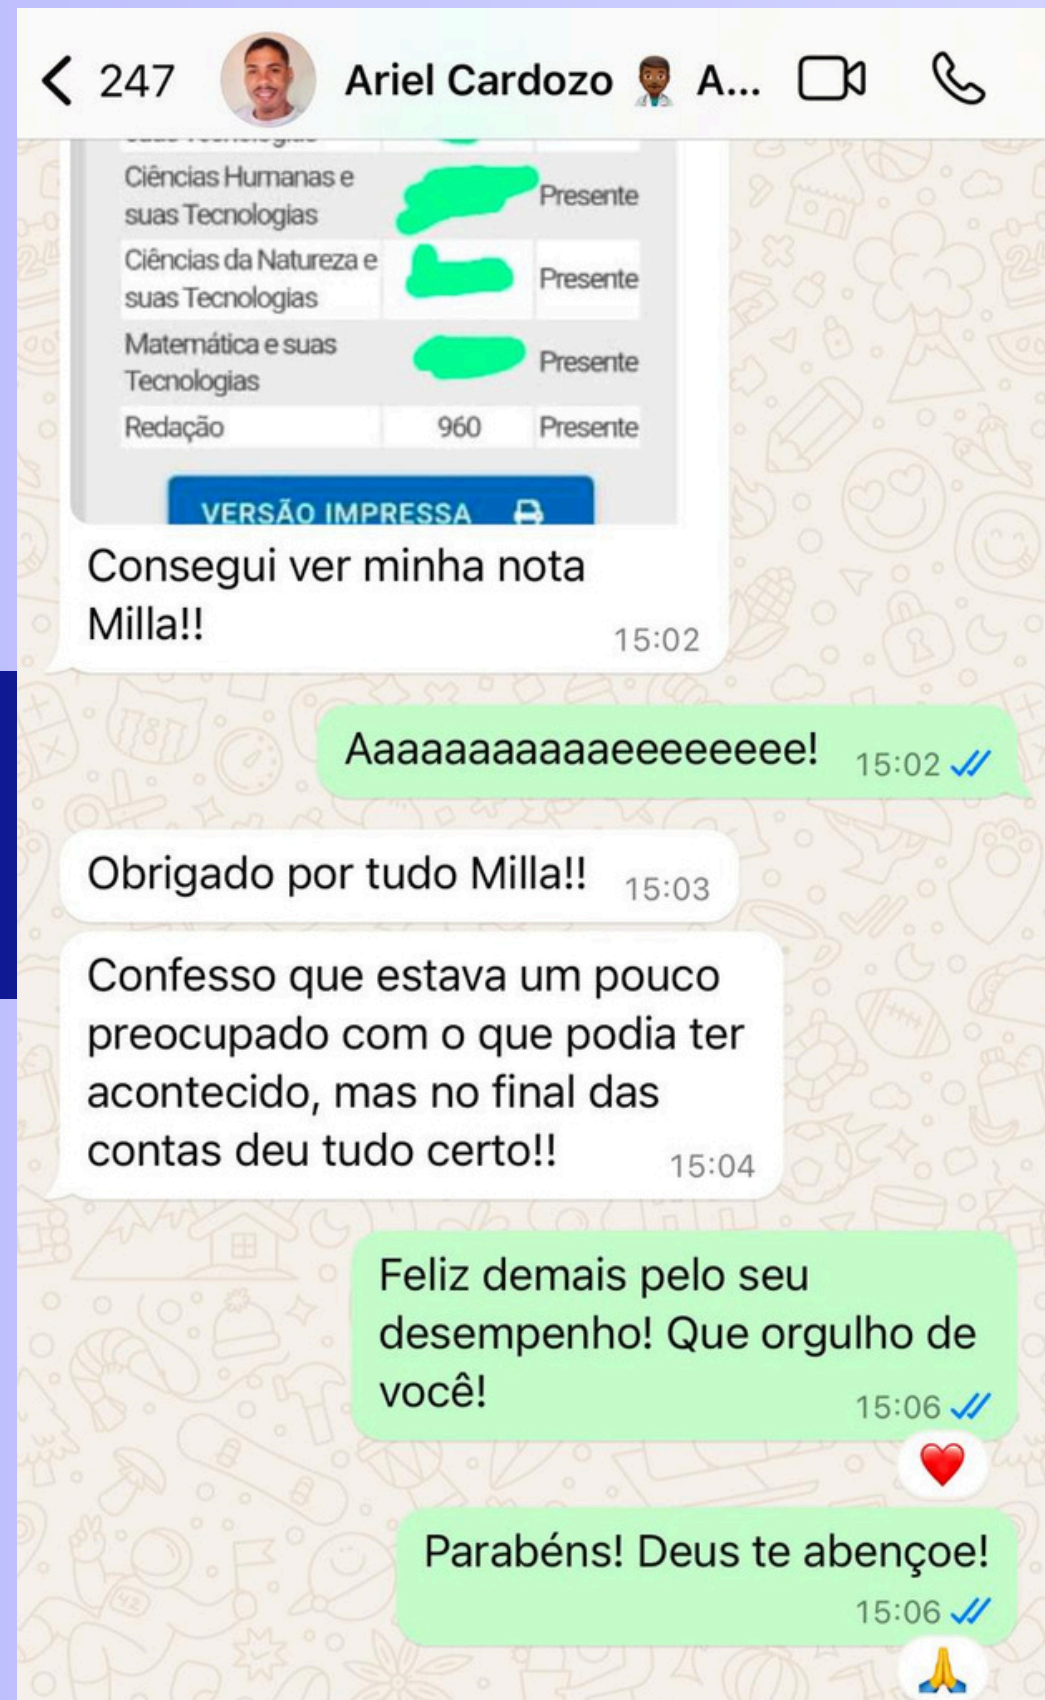 247
Ariel Cardozo 👨🏾‍⚕️ A...
Ciências Humanas e
suas Tecnologias
Presente
Ciências da Natureza e
suas Tecnologias
Presente
Matemática e suas
Tecnologias
Presente
Redação 960 Presente
VERSÃO IMPRESSA
Consegui ver minha nota
Milla!!
15:02
Aaaaaaaaaaaeeeeeeee!
15:02
Obrigado por tudo Milla!!
15:03
Confesso que estava um pouco
preocupado com o que podia ter
acontecido, mas no final das
contas deu tudo certo!!
15:04
Feliz demais pelo seu
desempenho! Que orgulho de
você!
15:06
❤️
Parabéns! Deus te abençoe!
15:06
🙏